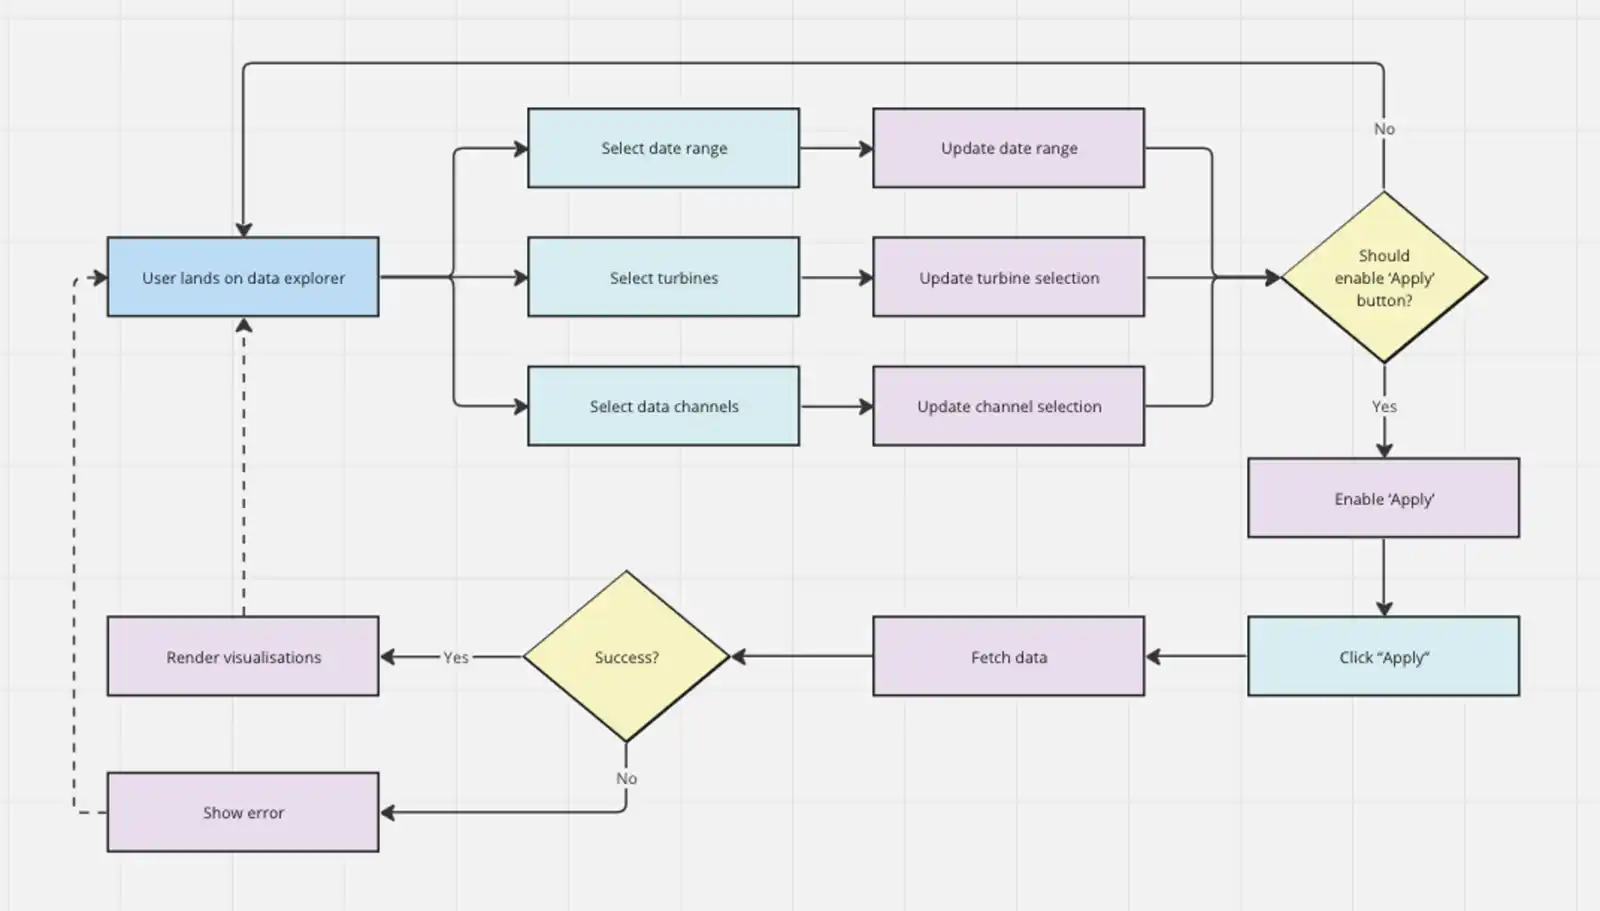 No
Select date range
Update date range
User lands on data explorer
Select turbines
Update turbine selection
Should
enable ‘Apply’
button?
Select data channels
Update channel selection
Yes
Enable ‘Apply’
Render visualisations
Yes
Success?
Fetch data
Click “Apply”
No
Show error